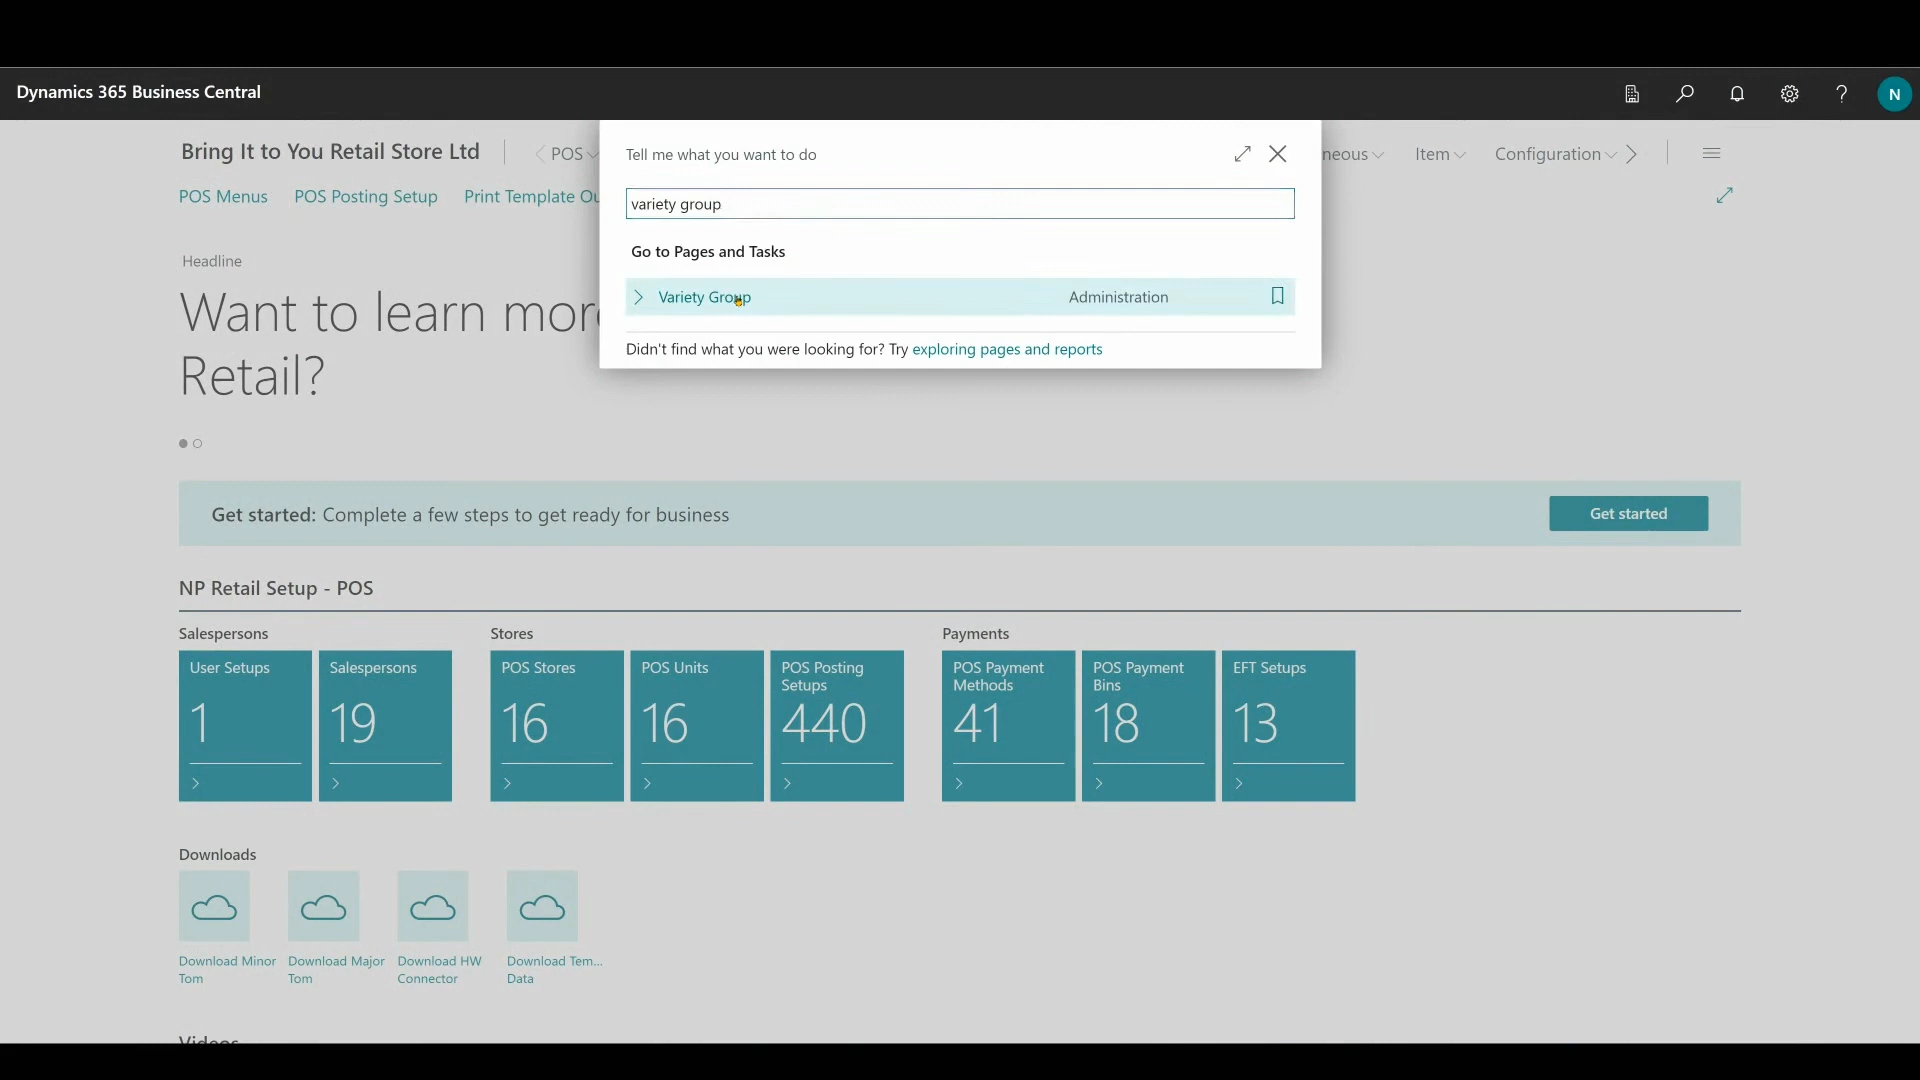 Dynamics 365 Business Central
N
Bring It to You Retail Store Ltd
POS
Item
Configuration
POS Menus
POS Posting Setup
Print Template
Tell me what you want to do
variety group
Go to Pages and Tasks
Variety Group
Administration
Didn't find what you were looking for? Try exploring pages and reports
Headline
Want to learn more
Retail?
Get started: Complete a few steps to get ready for business
Get started
NP Retail Setup - POS
Salespersons
Stores
Payments
User Setups
1
Salespersons
19
POS Stores
16
POS Units
16
POS Posting
Setups
440
POS Payment
Methods
41
POS Payment
Bins
18
EFT Setups
13
Downloads
Download Minor
Tom
Download Major
Tom
Download HW
Connector
Download Tem...
Data
Videos